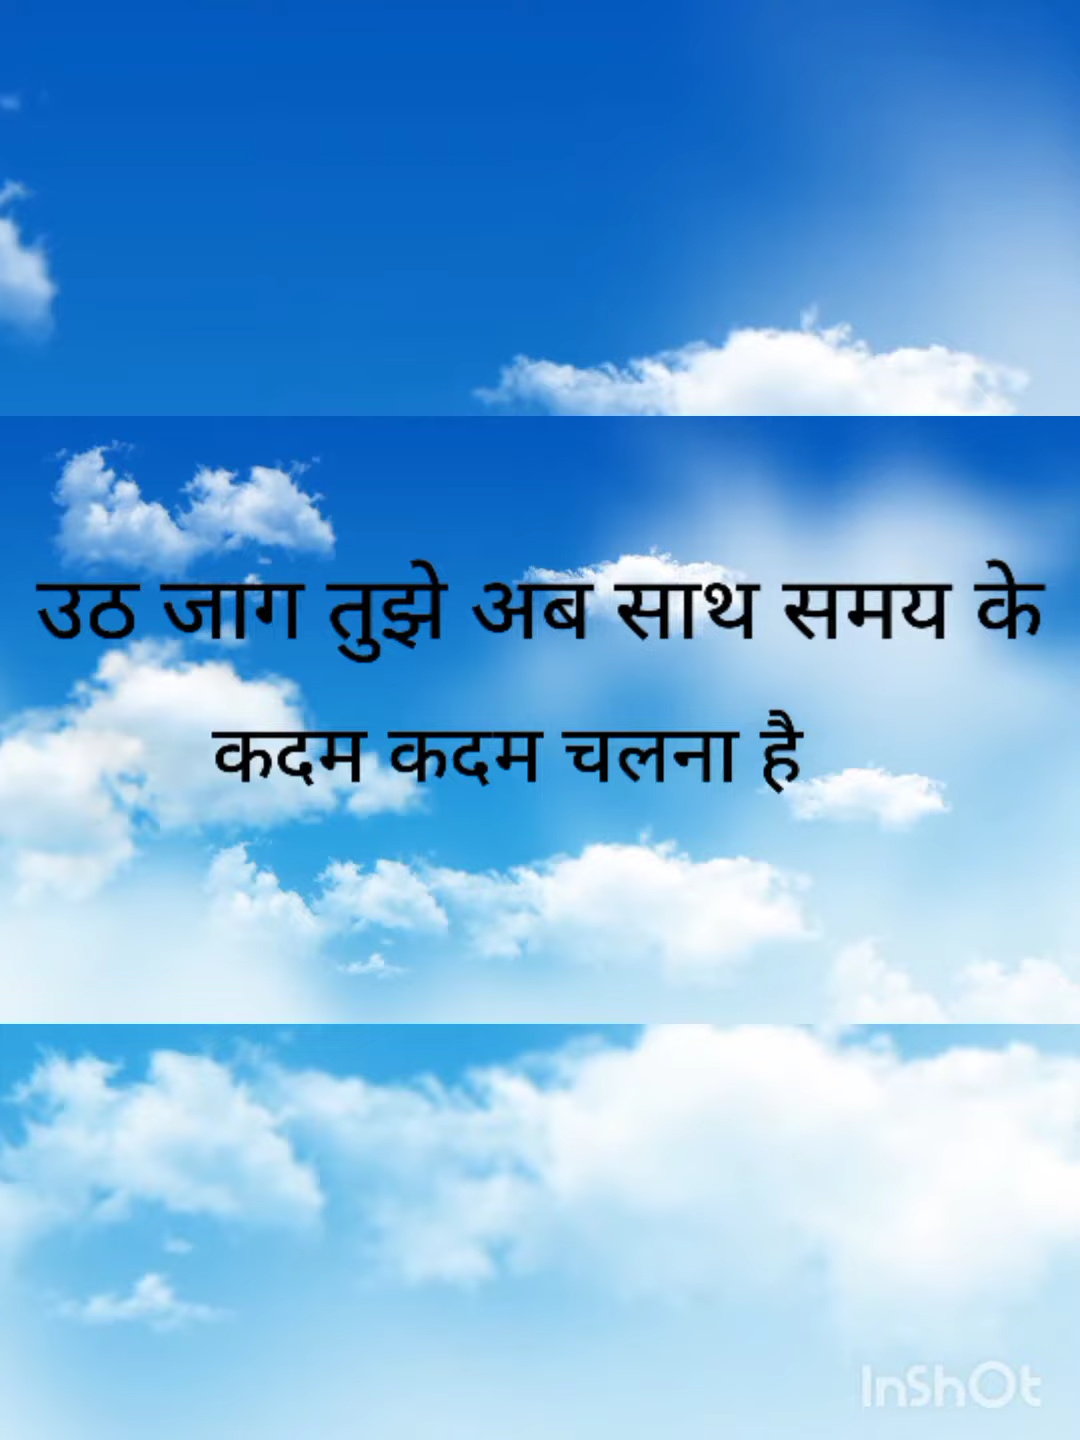 उठ जाग तुझे अब साथ समय के
कदम कदम चलना है
InShOt